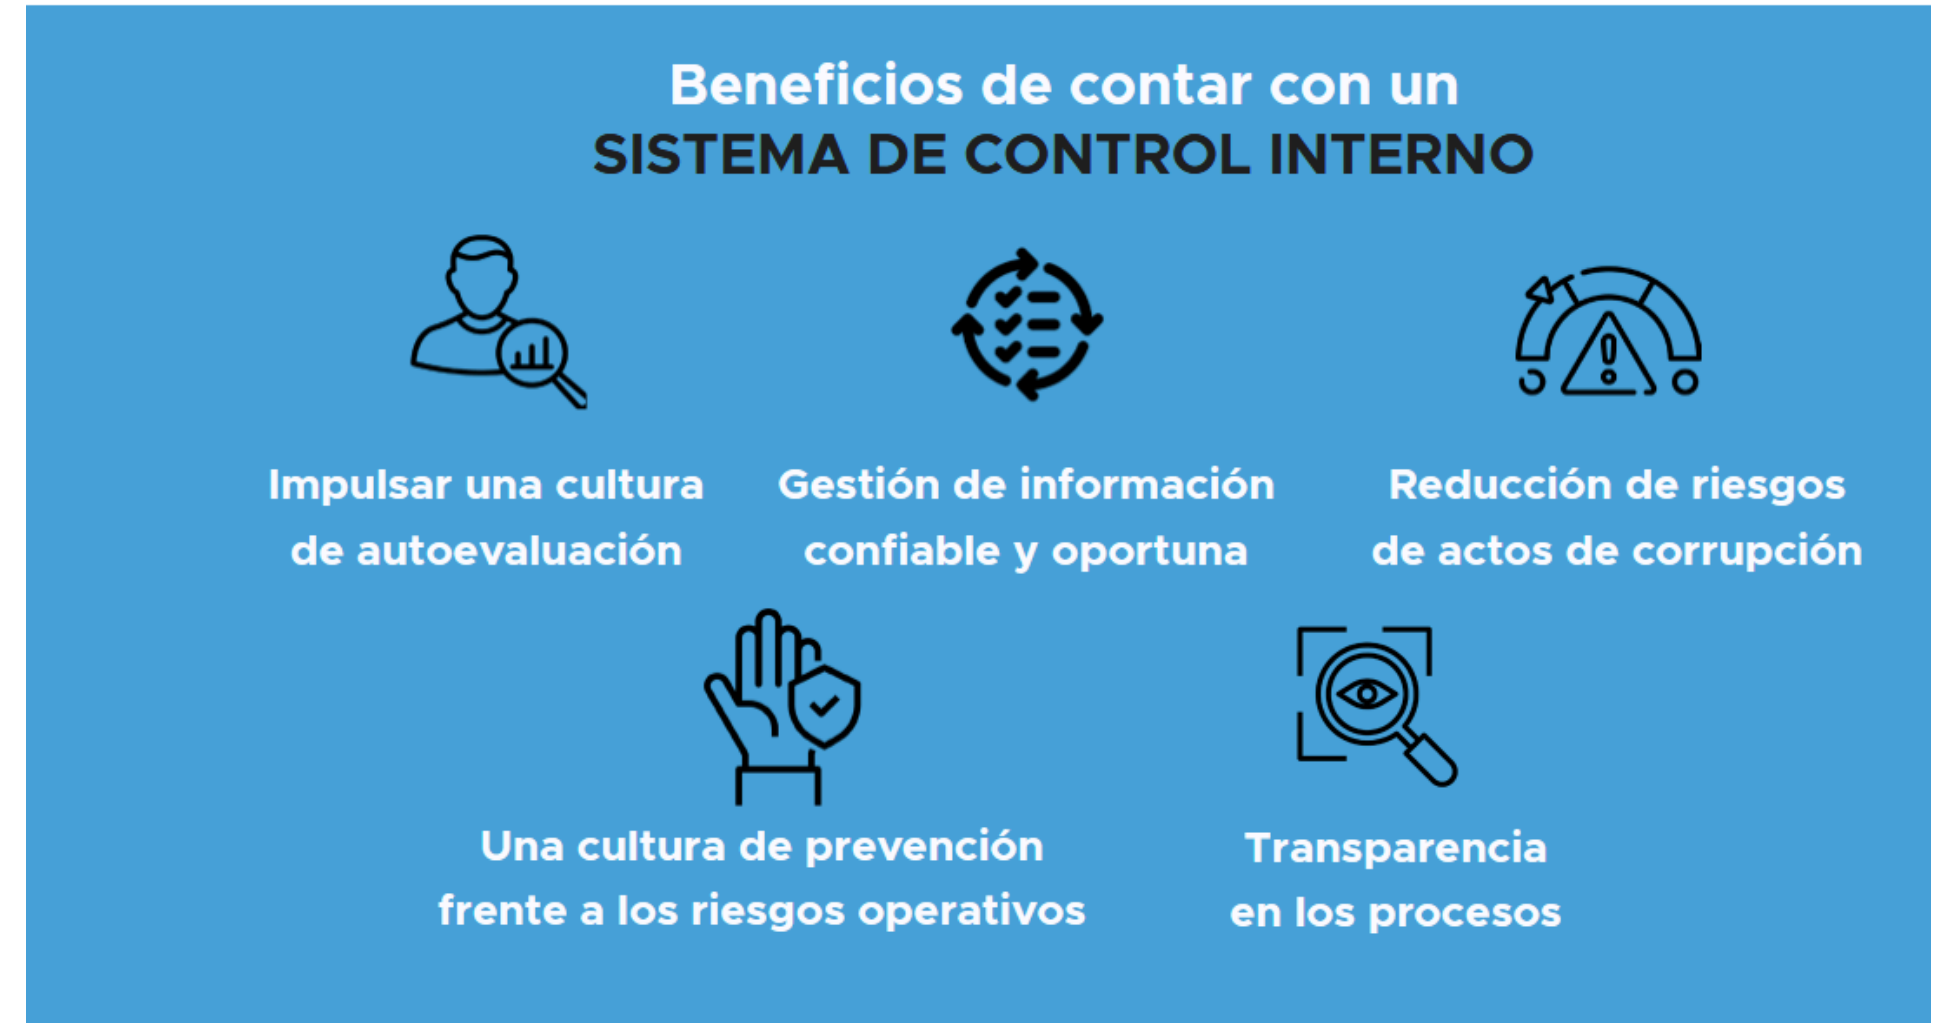 Beneficios de contar con un
SISTEMA DE CONTROL INTERNO
Impulsar una cultura
de autoevaluación
Gestión de información
confiable y oportuna
Reducción de riesgos
de actos de corrupción
Una cultura de prevención
frente a los riesgos operativos
Transparencia
en los procesos